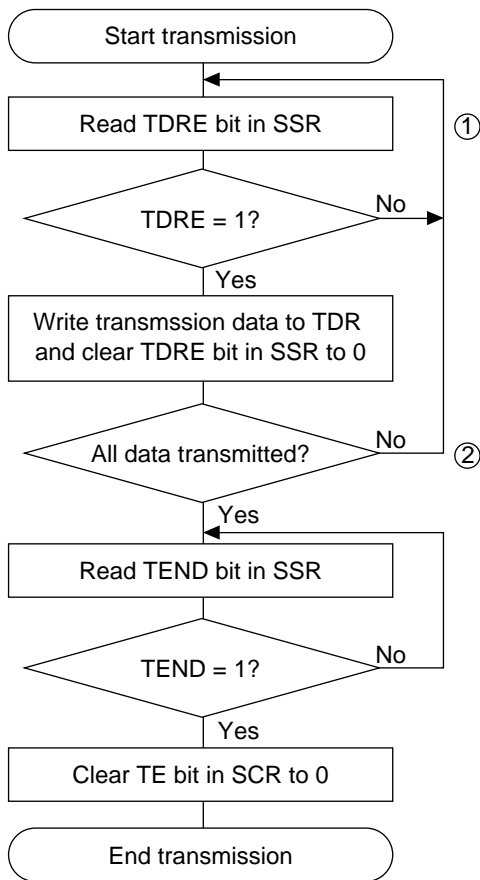 Start transmission
Read TDRE bit in SSR
①
TDRE = 1?
No
Yes
Write transmssion data to TDR
and clear TDRE bit in SSR to 0
All data transmitted?
No
②
Yes
Read TEND bit in SSR
TEND = 1?
No
Yes
Clear TE bit in SCR to 0
End transmission